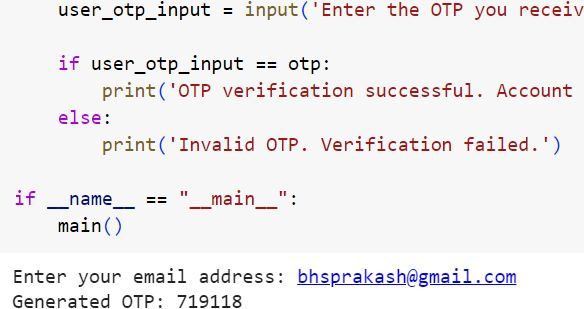 user_otp_input = input('Enter the OTP you receiv
if user_otp_input == otp:
print('OTP verification successful. Account
else:
print('Invalid OTP. Verification failed.')
if __name__ == "__main__":
main()
Enter your email address: bhsprakash@gmail.com
Generated OTP: 719118